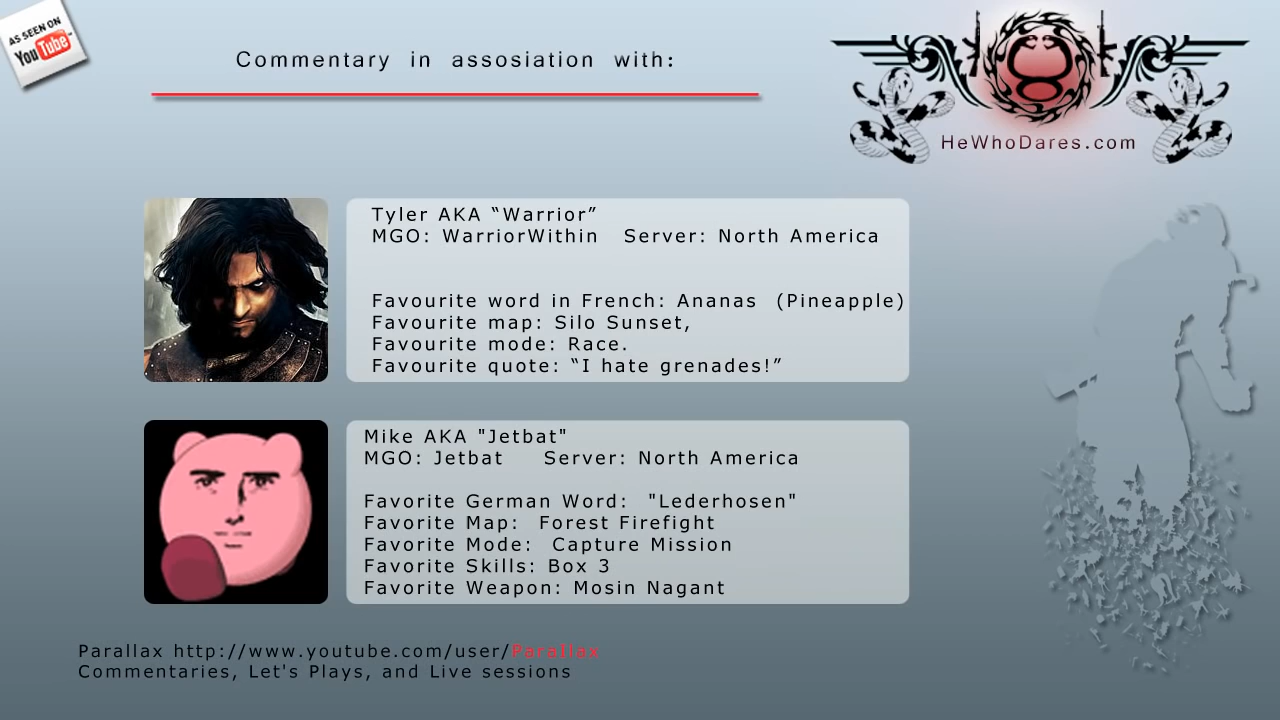 AS SEEN ON
YouTube
Commentary in assosiation with:
HeWhoDares.com
Tyler AKA “Warrior”
MGO: WarriorWithin Server: North America
Favourite word in French: Ananas (Pineapple)
Favourite map: Silo Sunset,
Favourite mode: Race.
Favourite quote: “I hate grenades!”
Mike AKA "Jetbat"
MGO: Jetbat Server: North America
Favorite German Word: "Lederhosen"
Favorite Map: Forest Firefight
Favorite Mode: Capture Mission
Favorite Skills: Box 3
Favorite Weapon: Mosin Nagant
Parallax http://www.youtube.com/user/Parallax
Commentaries, Let's Plays, and Live sessions